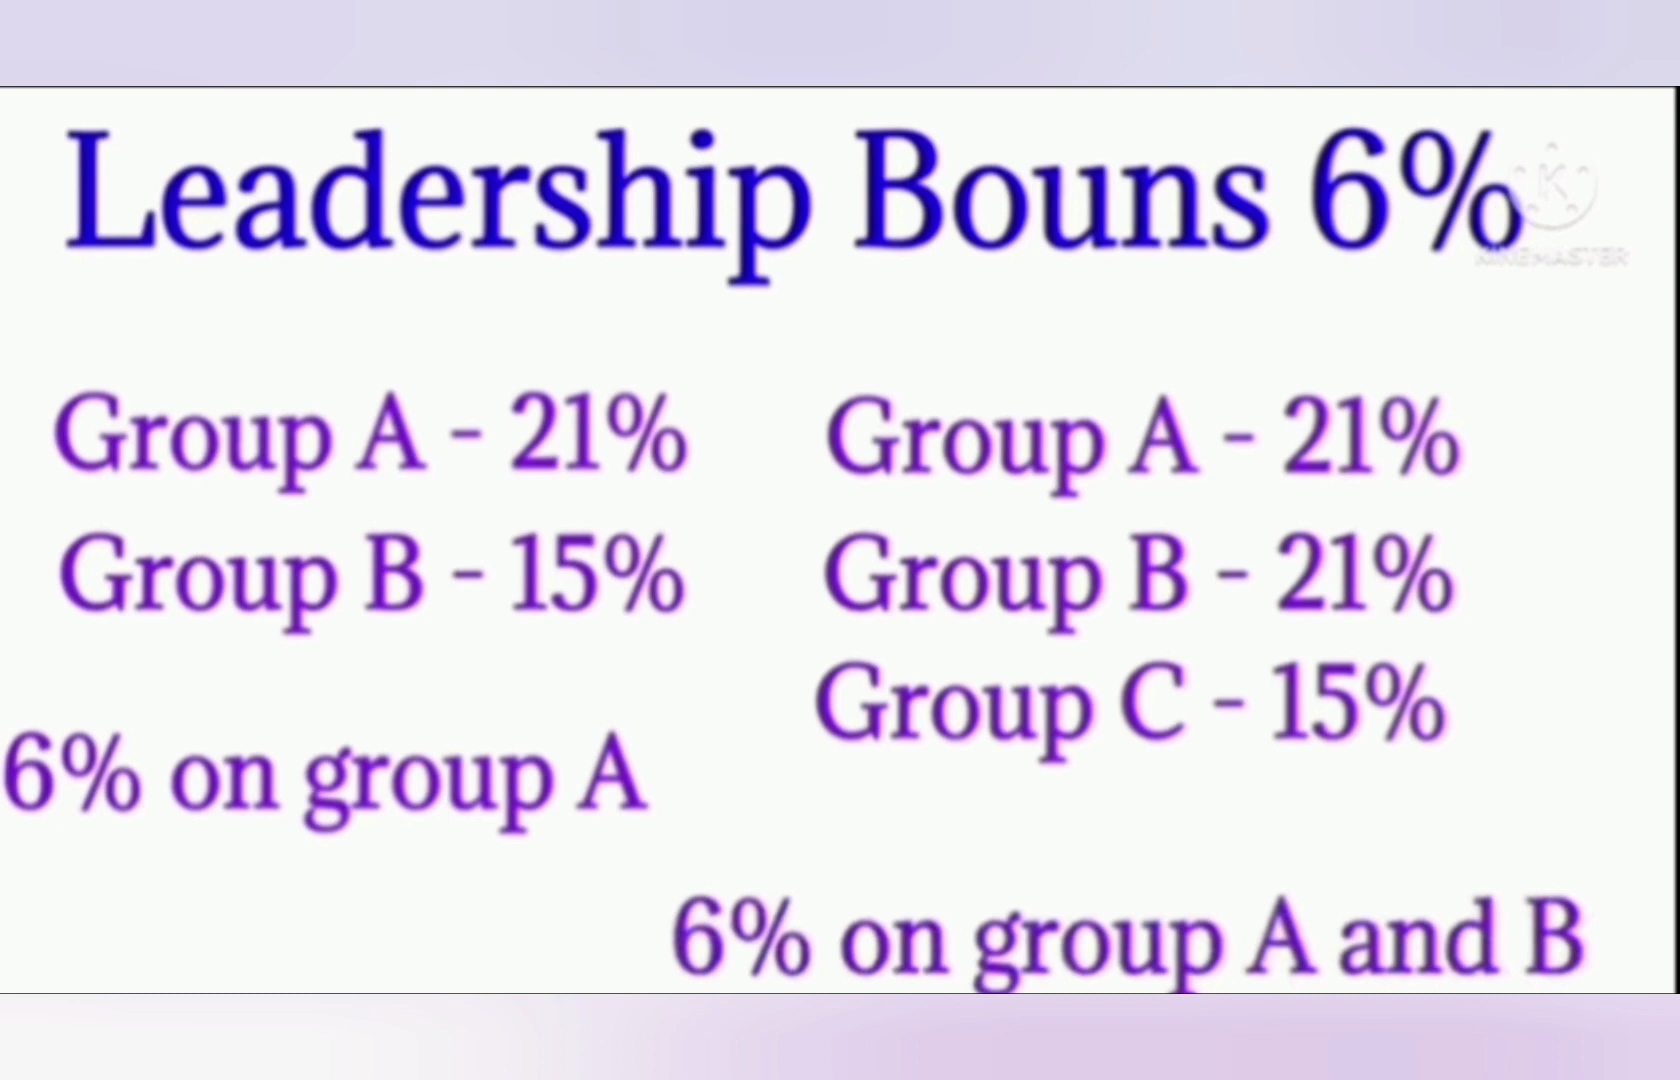 Leadership Bouns 6%
KINEMASTER
Group A - 21%
Group B - 15%
6% on group A
Group A - 21%
Group B - 21%
Group C - 15%
6% on group A and B